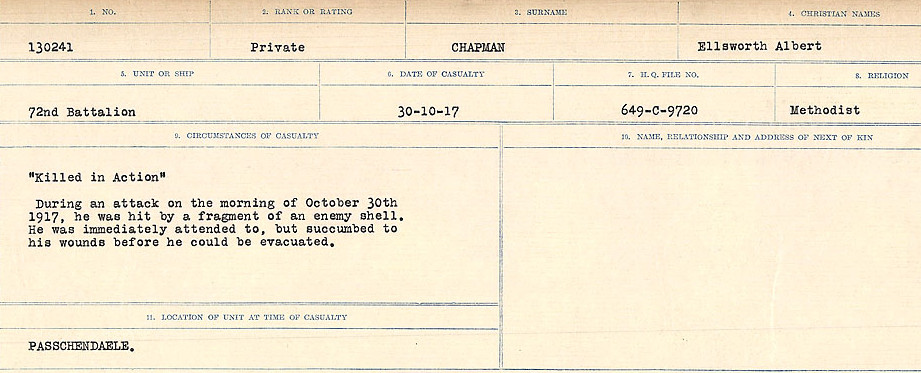 1. NO. 2. RANK OR RATING 3. SURNAME 4. CHRISTIAN NAMES
130241 Private CHAPMAN Ellsworth Albert
5. UNIT OR SHIP 6. DATE OF CASUALTY 7. H. Q. FILE NO. 8. RELIGION
72nd Battalion 30-10-17 649-C-9720 Methodist
9. CIRCUMSTANCES OF CASUALTY
"Killed in Action"
During an attack on the morning of October 30th
1917, he was hit by a fragment of an enemy shell.
He was immediately attended to, but succumbed to
his wounds before he could be evacuated.
10. NAME, RELATIONSHIP AND ADDRESS OF NEXT OF KIN
11. LOCATION OF UNIT AT TIME OF CASUALTY
PASSCHENDAELE.